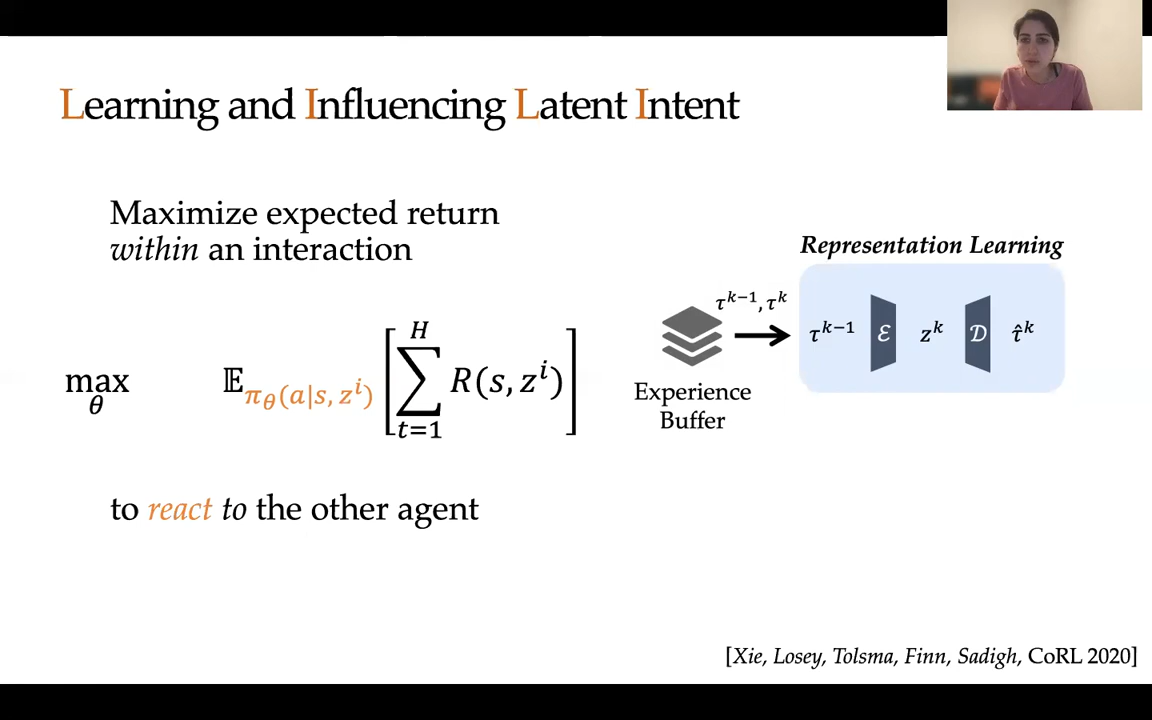 Learning and Influencing Latent Intent
Maximize expected return
within an interaction
max_θ 𝔼_{π_θ(a|s, z^i)} [ ∑_{t=1}^{H} R(s, z^i) ]
to react to the other agent
Representation Learning
τ^{k−1}, τ^k
τ^{k−1} ℰ z^k 𝒟 τ̂^k
Experience
Buffer
[Xie, Losey, Tolsma, Finn, Sadigh, CoRL 2020]